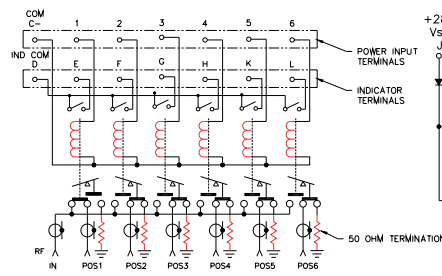 COM
C- 1 2 3 4 5 6
IND COM
D E F G H K L
POWER INPUT
TERMINALS
INDICATOR
TERMINALS
50 OHM TERMINATION
RF
IN POS1 POS2 POS3 POS4 POS5 POS6
+28
Vs
J